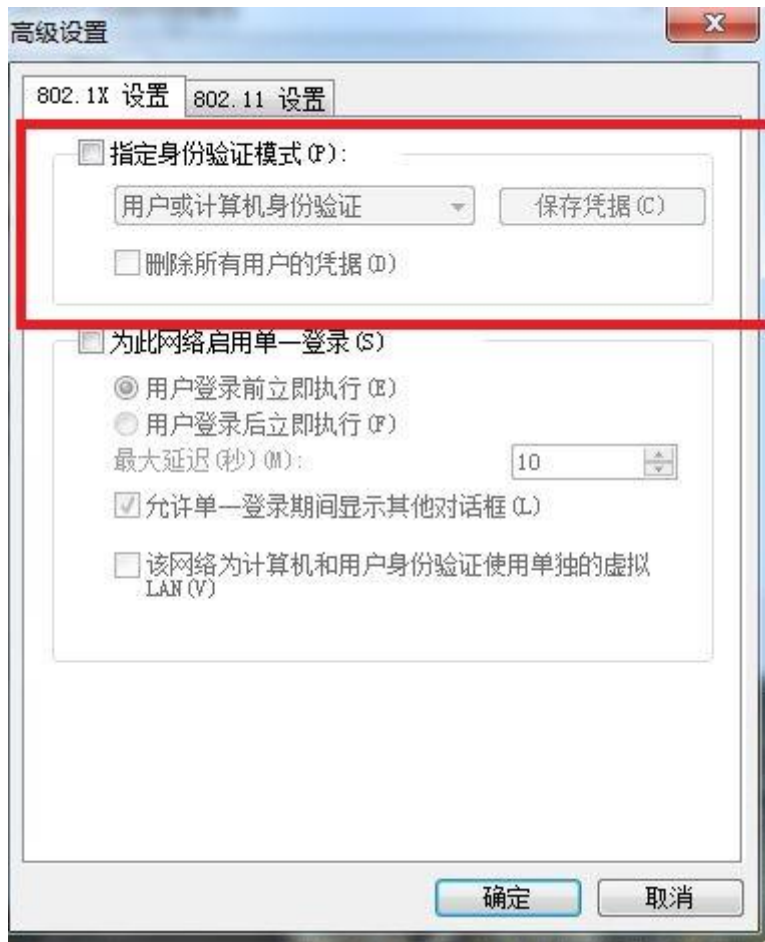 高级设置
802.1X 设置
802.11 设置
指定身份验证模式(P):
用户或计算机身份验证
保存凭据(C)
删除所有用户的凭据(D)
为此网络启用单一登录(S)
用户登录前立即执行(E)
用户登录后立即执行(F)
最大延迟(秒)(M):
10
允许单一登录期间显示其他对话框(L)
该网络为计算机和用户身份验证使用单独的虚拟
LAN(V)
确定
取消